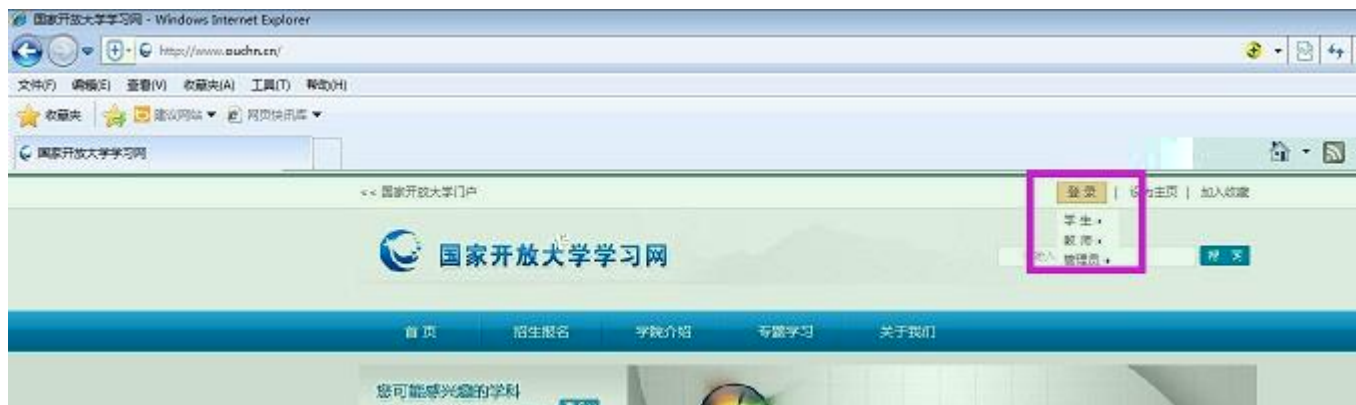 国家开放大学学习网 - Windows Internet Explorer
http://www.ouchn.cn/
文件(F) 编辑(E) 查看(V) 收藏夹(A) 工具(T) 帮助(H)
收藏夹 建议网站 网页快讯库
国家开放大学学习网
<< 国家开放大学门户 登录 | 设为主页 | 加入收藏
学生
国家开放大学学习网 教师
管理员 搜索
首页 招生报名 学院介绍 专题学习 关于我们
您可能感兴趣的学科